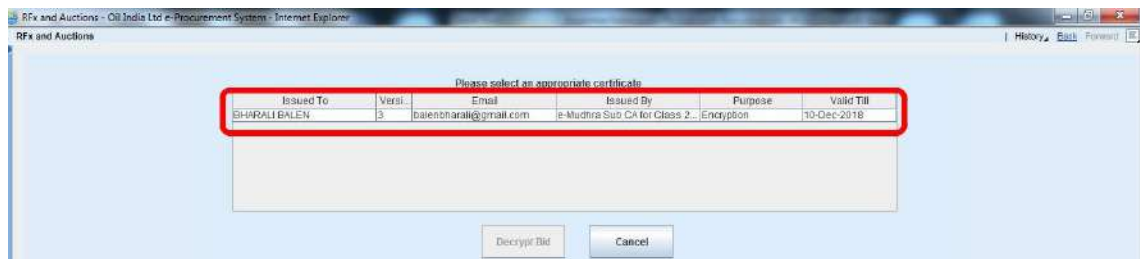 RFx and Auctions - Oil India Ltd e-Procurement System - Internet Explorer
RFx and Auctions | History Back Forward
Please select an appropriate certificate
Issued To Versi... Email Issued By Purpose Valid Till
BHARALI BALEN 3 balenbharali@gmail.com e-Mudhra Sub CA for Class 2... Encryption 10-Dec-2018
Decrypt Bid Cancel